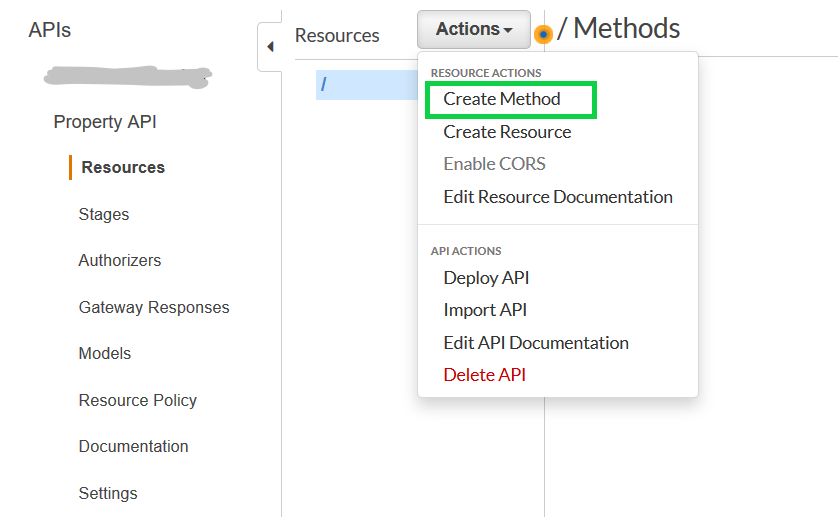 APIs
Property API
Resources
Stages
Authorizers
Gateway Responses
Models
Resource Policy
Documentation
Settings
Resources
Actions
/ Methods
/
RESOURCE ACTIONS
Create Method
Create Resource
Enable CORS
Edit Resource Documentation
API ACTIONS
Deploy API
Import API
Edit API Documentation
Delete API